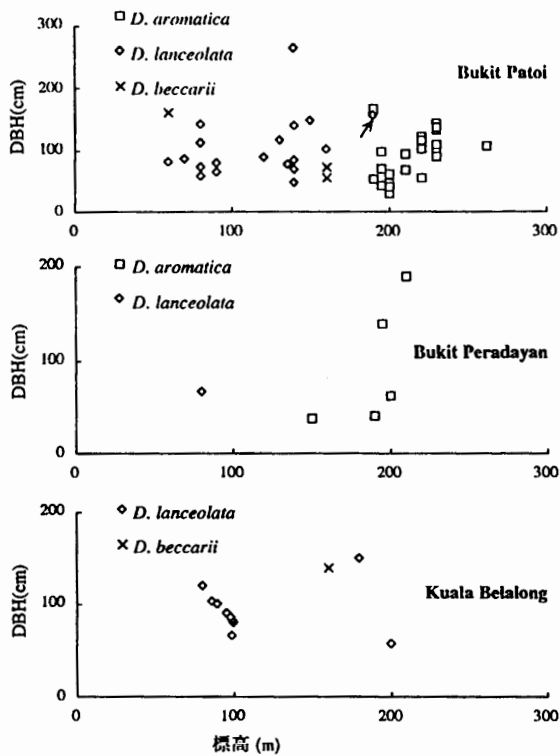 300
D. aromatica
D. lanceolata
Bukit Patoi
200
D. beccarii
DBH(cm)
100
0
0 100 200 300
200
D. aromatica
D. lanceolata
DBH(cm)
Bukit Peradayan
100
0
0 100 200 300
200
D. lanceolata
D. beccarii
DBH(cm)
Kuala Belalong
100
0
0 100 200 300
標高 (m)